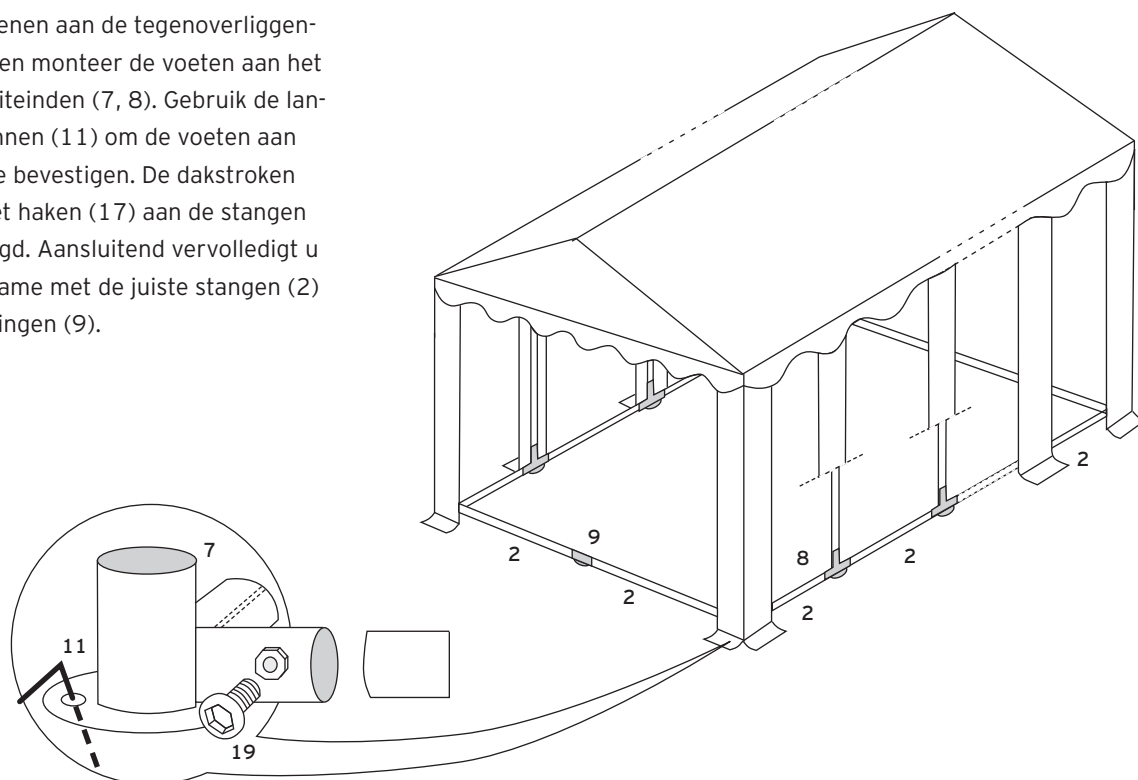 enen aan de tegenoverliggen-
en monteer de voeten aan het
iteinden (7, 8). Gebruik de lan-
nnen (11) om de voeten aan
e bevestigen. De dakstroken
et haken (17) aan de stangen
gd. Aansluitend vervolledigt u
ame met de juiste stangen (2)
ingen (9).
2
9
2
2
8
2
2
7
11
19